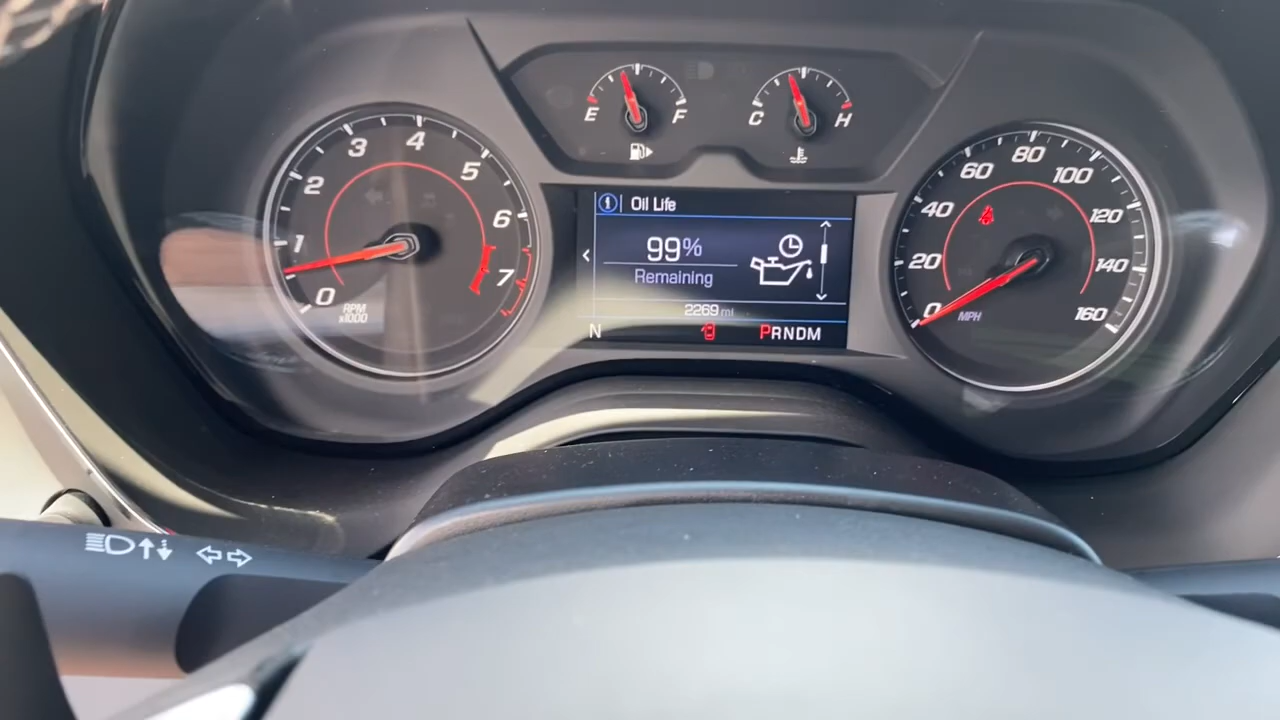 E F
C H
0 1 2 3 4 5 6 7
RPM
x1000
i Oil Life
99%
Remaining
2269 mi
N PRNDM
0 20 40 60 80 100 120 140 160
MPH